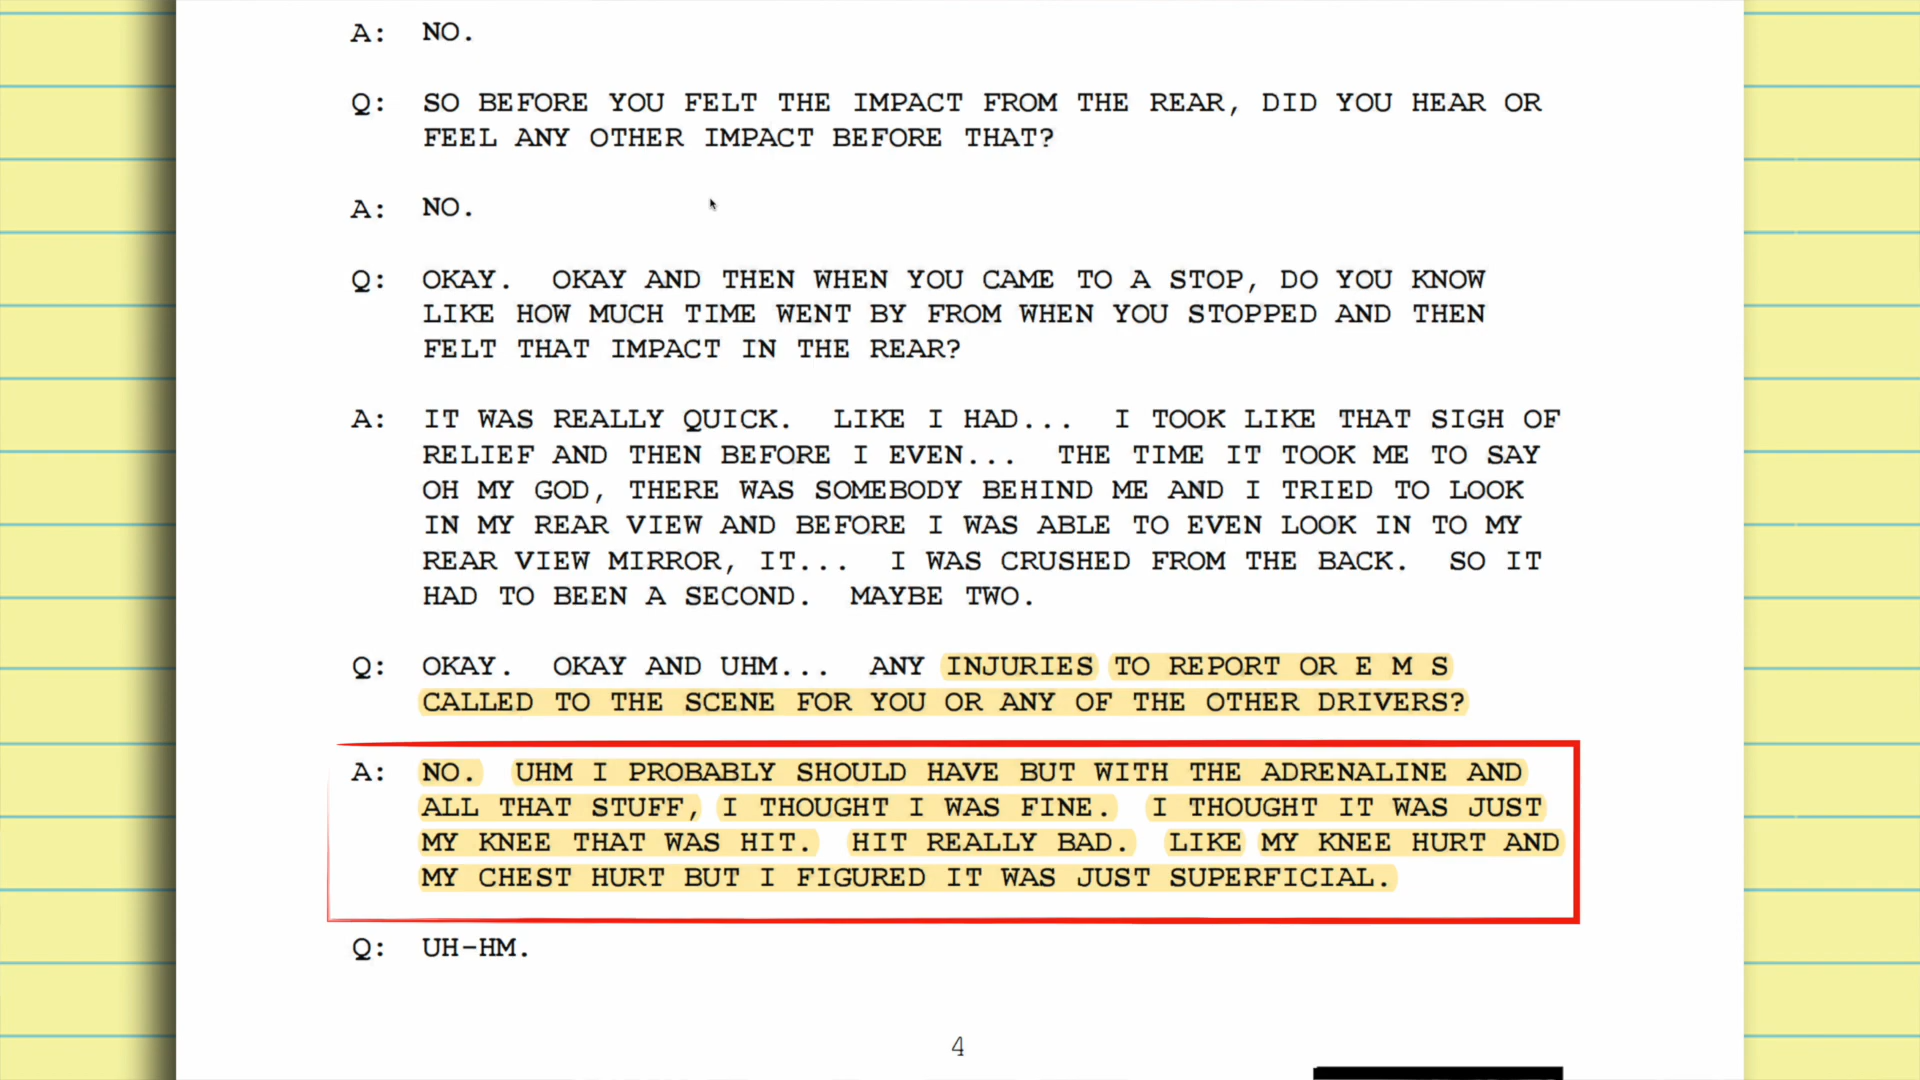 A: NO.
Q: SO BEFORE YOU FELT THE IMPACT FROM THE REAR, DID YOU HEAR OR
FEEL ANY OTHER IMPACT BEFORE THAT?
A: NO.
Q: OKAY. OKAY AND THEN WHEN YOU CAME TO A STOP, DO YOU KNOW
LIKE HOW MUCH TIME WENT BY FROM WHEN YOU STOPPED AND THEN
FELT THAT IMPACT IN THE REAR?
A: IT WAS REALLY QUICK. LIKE I HAD... I TOOK LIKE THAT SIGH OF
RELIEF AND THEN BEFORE I EVEN... THE TIME IT TOOK ME TO SAY
OH MY GOD, THERE WAS SOMEBODY BEHIND ME AND I TRIED TO LOOK
IN MY REAR VIEW AND BEFORE I WAS ABLE TO EVEN LOOK IN TO MY
REAR VIEW MIRROR, IT... I WAS CRUSHED FROM THE BACK. SO IT
HAD TO BEEN A SECOND. MAYBE TWO.
Q: OKAY. OKAY AND UHM... ANY INJURIES TO REPORT OR E M S
CALLED TO THE SCENE FOR YOU OR ANY OF THE OTHER DRIVERS?
A: NO. UHM I PROBABLY SHOULD HAVE BUT WITH THE ADRENALINE AND
ALL THAT STUFF, I THOUGHT I WAS FINE. I THOUGHT IT WAS JUST
MY KNEE THAT WAS HIT. HIT REALLY BAD. LIKE MY KNEE HURT AND
MY CHEST HURT BUT I FIGURED IT WAS JUST SUPERFICIAL.
Q: UH-HM.
4